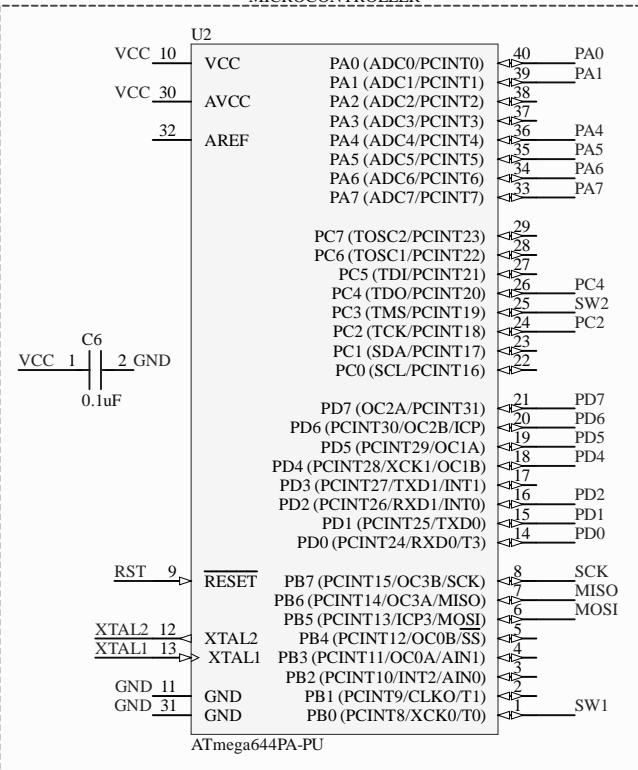 MICROCONTROLLER
U2
VCC 10 VCC PA0 (ADC0/PCINT0) 40 PA0
PA1 (ADC1/PCINT1) 39 PA1
VCC 30 AVCC PA2 (ADC2/PCINT2) 38
PA3 (ADC3/PCINT3) 37
32 AREF PA4 (ADC4/PCINT4) 36 PA4
PA5 (ADC5/PCINT5) 35 PA5
PA6 (ADC6/PCINT6) 34 PA6
PA7 (ADC7/PCINT7) 33 PA7
PC7 (TOSC2/PCINT23) 29
PC6 (TOSC1/PCINT22) 28
PC5 (TDI/PCINT21) 27
PC4 (TDO/PCINT20) 26 PC4
PC3 (TMS/PCINT19) 25 SW2
PC2 (TCK/PCINT18) 24 PC2
PC1 (SDA/PCINT17) 23
PC0 (SCL/PCINT16) 22
C6
VCC 1 2 GND
0.1uF
PD7 (OC2A/PCINT31) 21 PD7
PD6 (PCINT30/OC2B/ICP) 20 PD6
PD5 (PCINT29/OC1A) 19 PD5
PD4 (PCINT28/XCK1/OC1B) 18 PD4
PD3 (PCINT27/TXD1/INT1) 17
PD2 (PCINT26/RXD1/INT0) 16 PD2
PD1 (PCINT25/TXD0) 15 PD1
PD0 (PCINT24/RXD0/T3) 14 PD0
RST 9 RESET PB7 (PCINT15/OC3B/SCK) 8 SCK
PB6 (PCINT14/OC3A/MISO) 7 MISO
PB5 (PCINT13/ICP3/MOSI) 6 MOSI
XTAL2 12 XTAL2 PB4 (PCINT12/OC0B/SS) 5
XTAL1 13 XTAL1 PB3 (PCINT11/OC0A/AIN1) 4
PB2 (PCINT10/INT2/AIN0) 3
GND 11 GND PB1 (PCINT9/CLKO/T1) 2
GND 31 GND PB0 (PCINT8/XCK0/T0) 1 SW1
ATmega644PA-PU